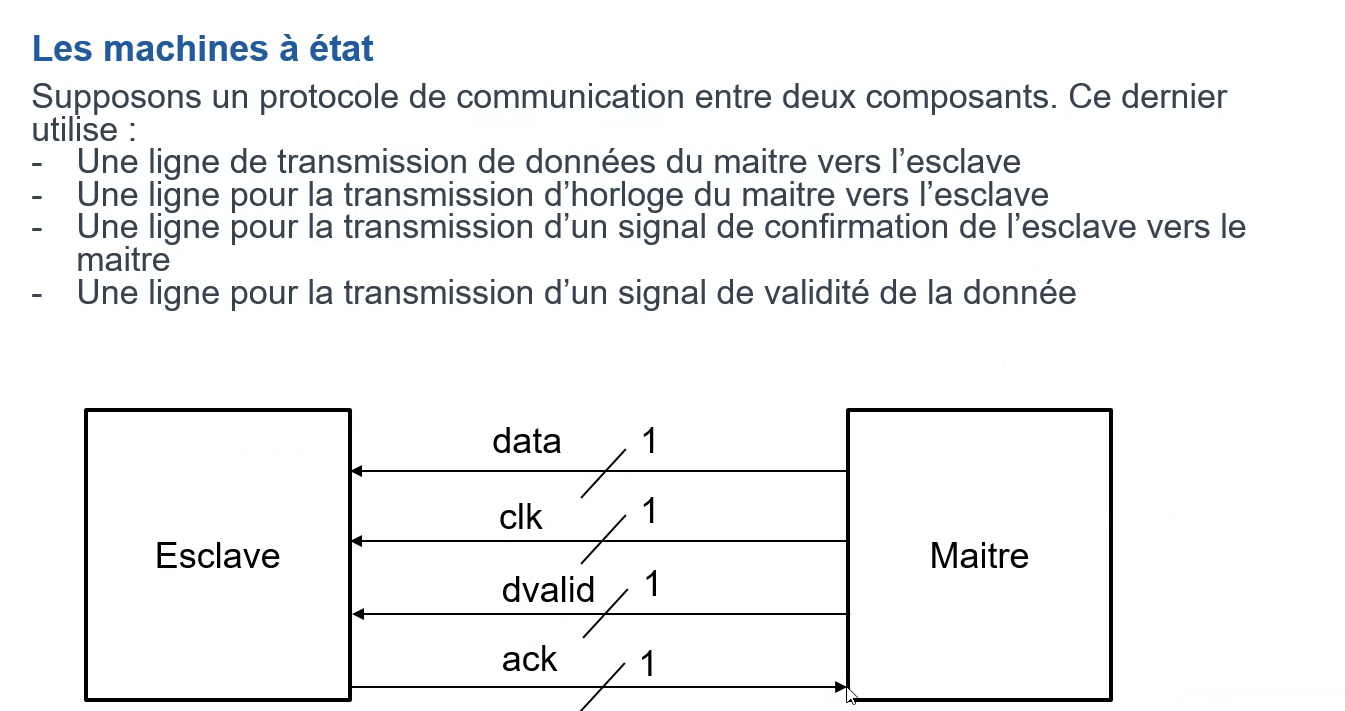 Les machines à état
Supposons un protocole de communication entre deux composants. Ce dernier
utilise :
- Une ligne de transmission de données du maitre vers l’esclave
- Une ligne pour la transmission d’horloge du maitre vers l’esclave
- Une ligne pour la transmission d’un signal de confirmation de l’esclave vers le
maitre
- Une ligne pour la transmission d’un signal de validité de la donnée
data 1
clk 1
Esclave
Maitre
dvalid 1
ack 1